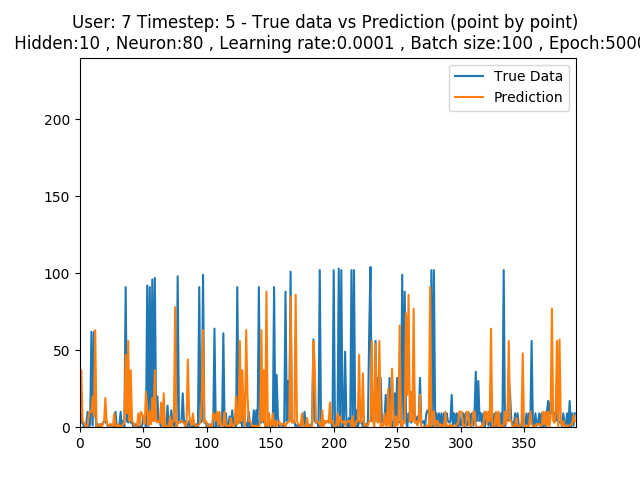 User: 7 Timestep: 5 - True data vs Prediction (point by point)
Hidden:10 , Neuron:80 , Learning rate:0.0001 , Batch size:100 , Epoch:5000
True Data
Prediction
200
150
100
50
0
0 50 100 150 200 250 300 350